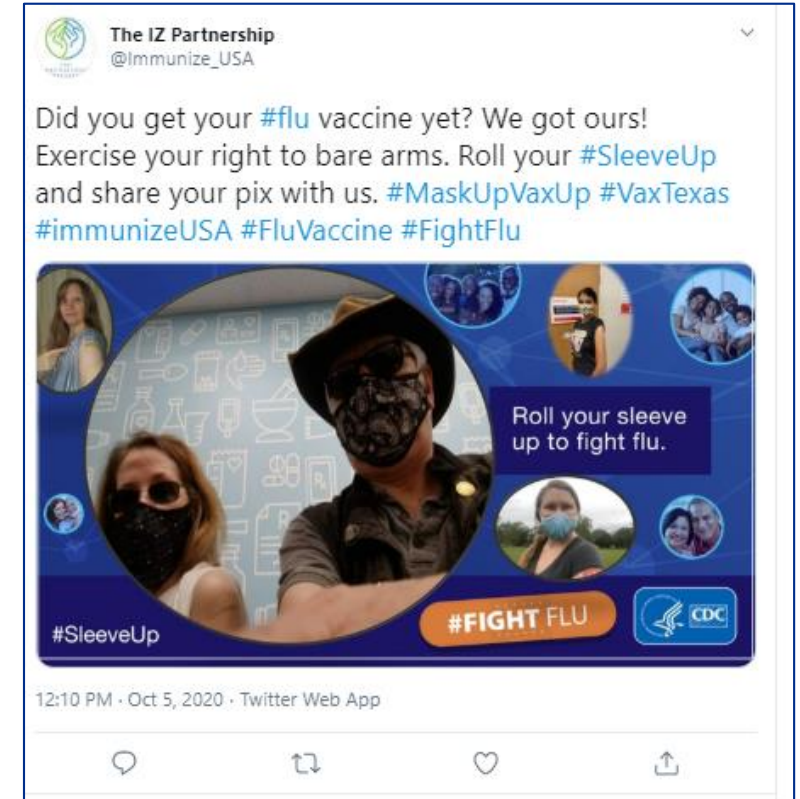 The IZ Partnership
@Immunize_USA
Did you get your #flu vaccine yet? We got ours!
Exercise your right to bare arms. Roll your #SleeveUp
and share your pix with us. #MaskUpVaxUp #VaxTexas
#immunizeUSA #FluVaccine #FightFlu
Roll your sleeve
up to fight flu.
#SleeveUp
#FIGHT FLU
CDC
12:10 PM · Oct 5, 2020 · Twitter Web App